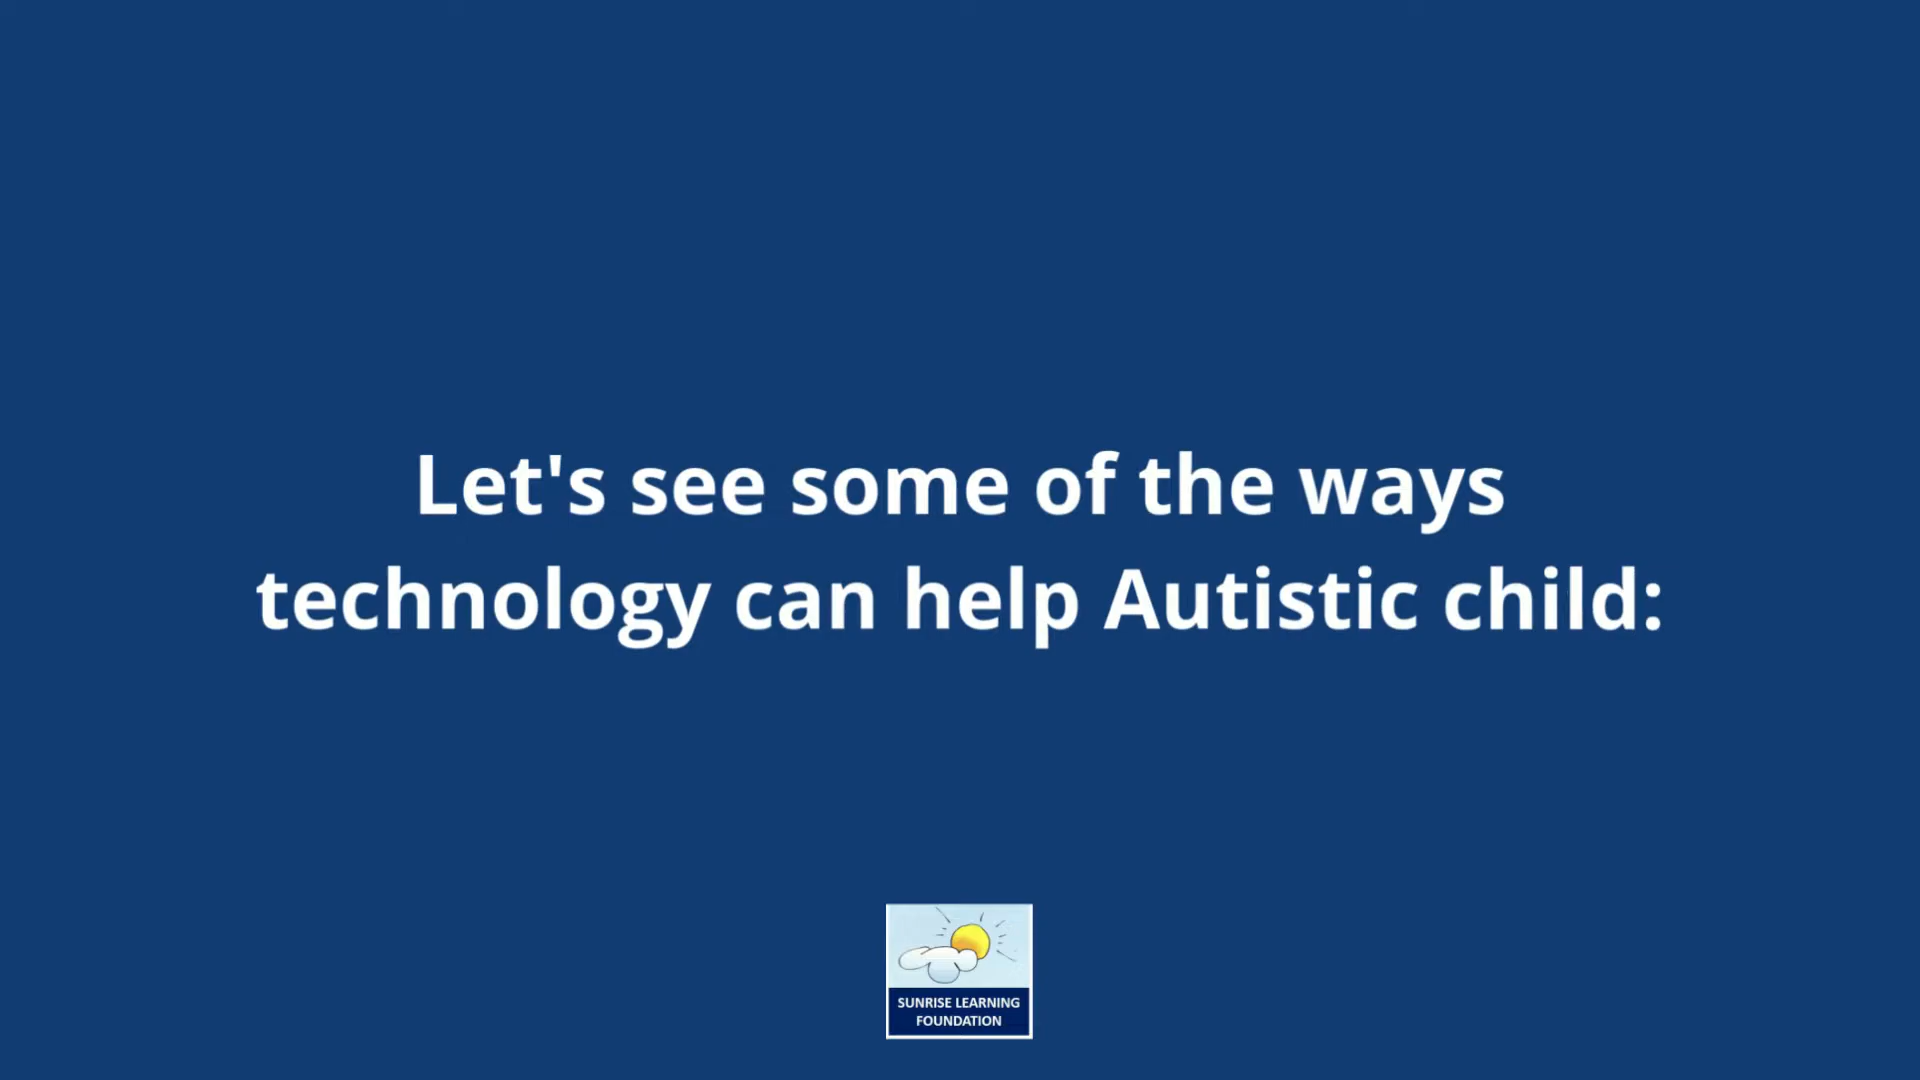 Let's see some of the ways
technology can help Autistic child:
SUNRISE LEARNING
FOUNDATION